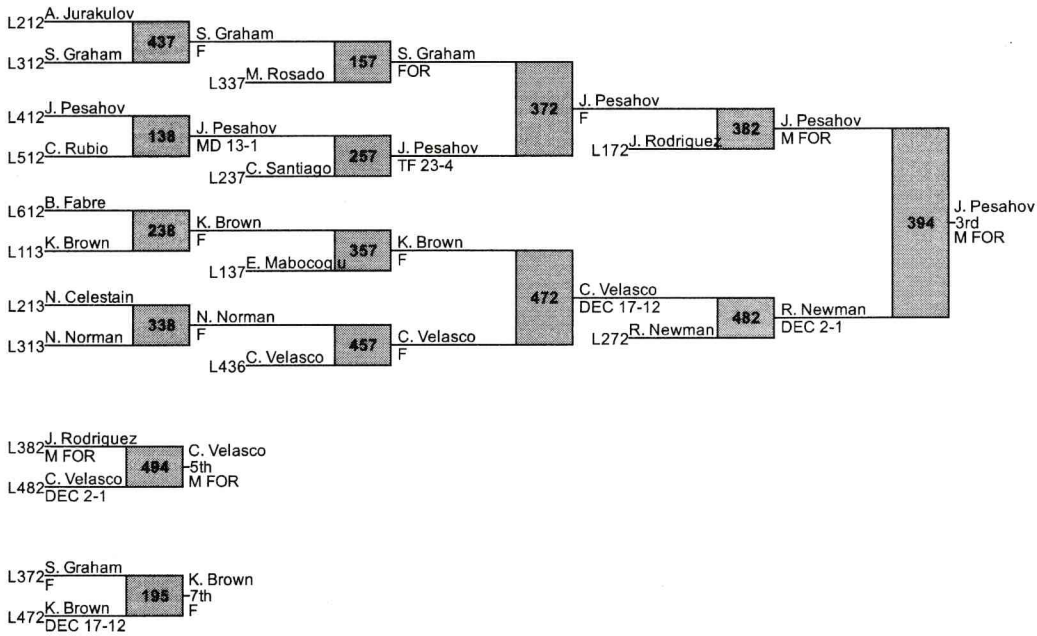 L212 A. Jurakulov
437
S. Graham
F
L312 S. Graham
L337 M. Rosado
157
S. Graham
FOR
L412 J. Pesahov
138
J. Pesahov
MD 13-1
L512 C. Rubio
L237 C. Santiago
257
J. Pesahov
TF 23-4
372
J. Pesahov
F
L172 J. Rodriguez
382
J. Pesahov
M FOR
L612 B. Fabre
238
K. Brown
F
L113 K. Brown
L137 E. Mabocoglu
357
K. Brown
F
L213 N. Celestain
338
N. Norman
F
L313 N. Norman
L436 C. Velasco
457
C. Velasco
F
472
C. Velasco
DEC 17-12
L272 R. Newman
482
R. Newman
DEC 2-1
394
J. Pesahov
3rd
M FOR
L382 J. Rodriguez
M FOR
494
C. Velasco
5th
M FOR
L482 C. Velasco
DEC 2-1
L372 S. Graham
F
195
K. Brown
7th
F
L472 K. Brown
DEC 17-12